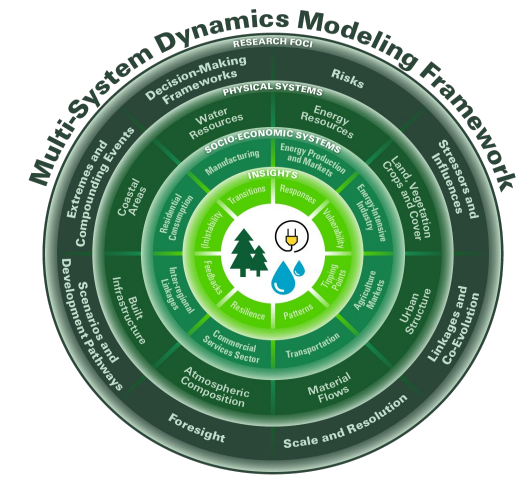 Multi-System Dynamics Modeling Framework
RESEARCH FOCI
Decision-Making
Frameworks
Risks
Stressors and
Influences
Linkages and
Co-Evolution
Scale and Resolution
Foresight
Scenarios and
Development Pathways
Extremes and
Compounding Events
PHYSICAL SYSTEMS
Water
Resources
Energy
Resources
Land, Vegetation
Crops and Cover
Urban
Structure
Material
Flows
Atmospheric
Composition
Built
Infrastructure
Coastal
Areas
SOCIO-ECONOMIC SYSTEMS
Manufacturing
Energy Production
and Markets
Energy-Intensive
Industry
Agriculture
Markets
Transportation
Commercial
Services Sector
Interregional
Linkages
Residential
Consumption
INSIGHTS
Transitions
Responses
Vulnerability
Tipping
Points
Patterns
Resilience
Feedbacks
(In)stability